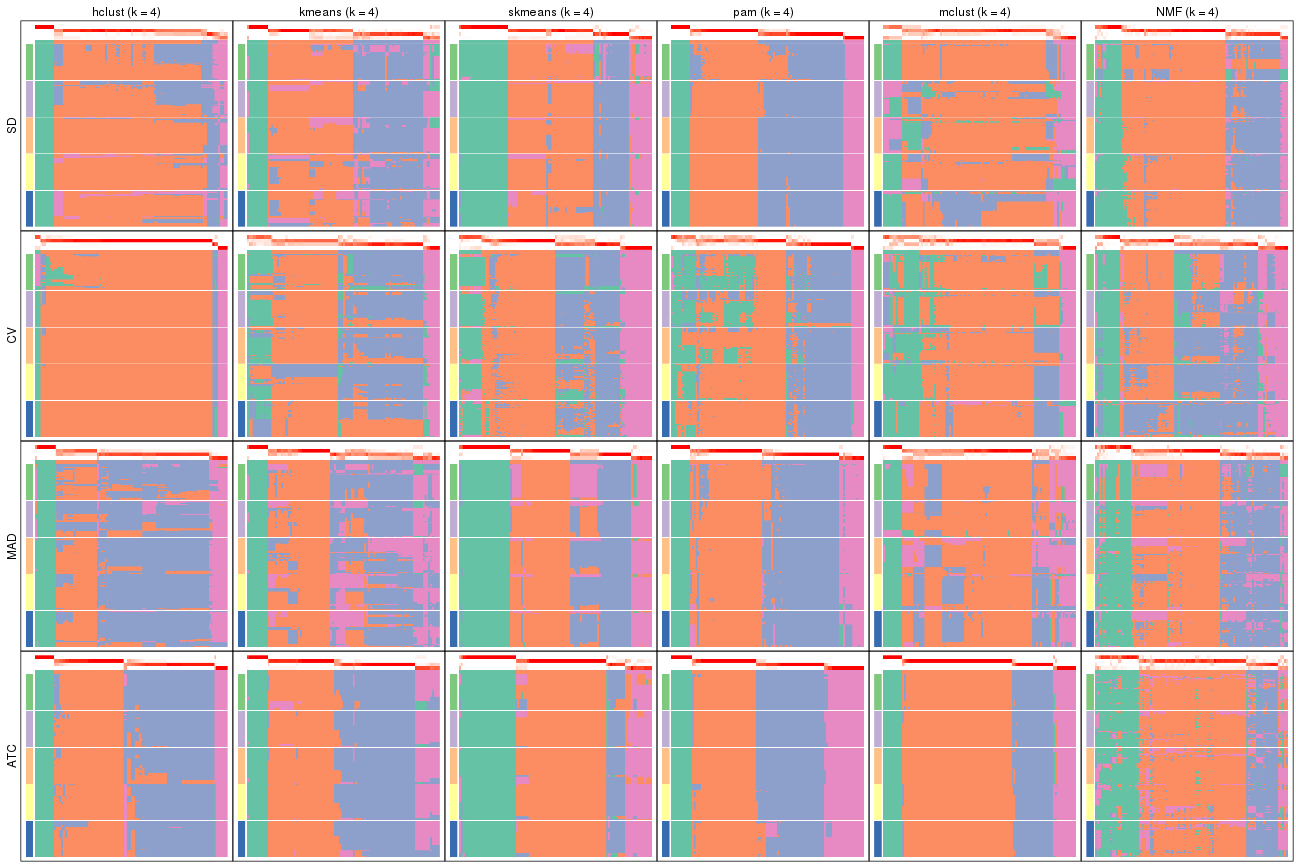 hclust (k = 4) kmeans (k = 4) skmeans (k = 4) pam (k = 4) mclust (k = 4) NMF (k = 4)
SD
CV
MAD
ATC